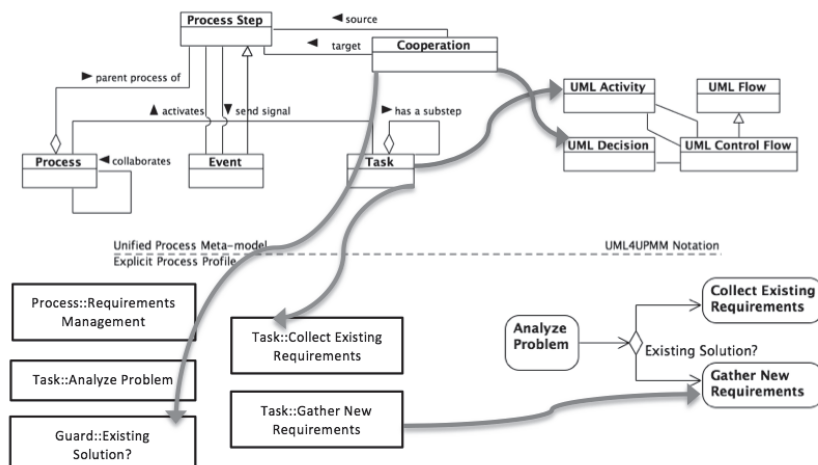 Process Step
source
Cooperation
target
parent process of
UML Activity
UML Flow
activates
send signal
has a substep
Process
collaborates
Event
Task
UML Decision
UML Control Flow
Unified Process Meta-model
UML4UPMM Notation
Explicit Process Profile
Process::Requirements
Management
Task::Collect Existing
Requirements
Collect Existing
Requirements
Analyze
Problem
Existing Solution?
Task::Analyze Problem
Gather New
Requirements
Task::Gather New
Requirements
Guard::Existing
Solution?